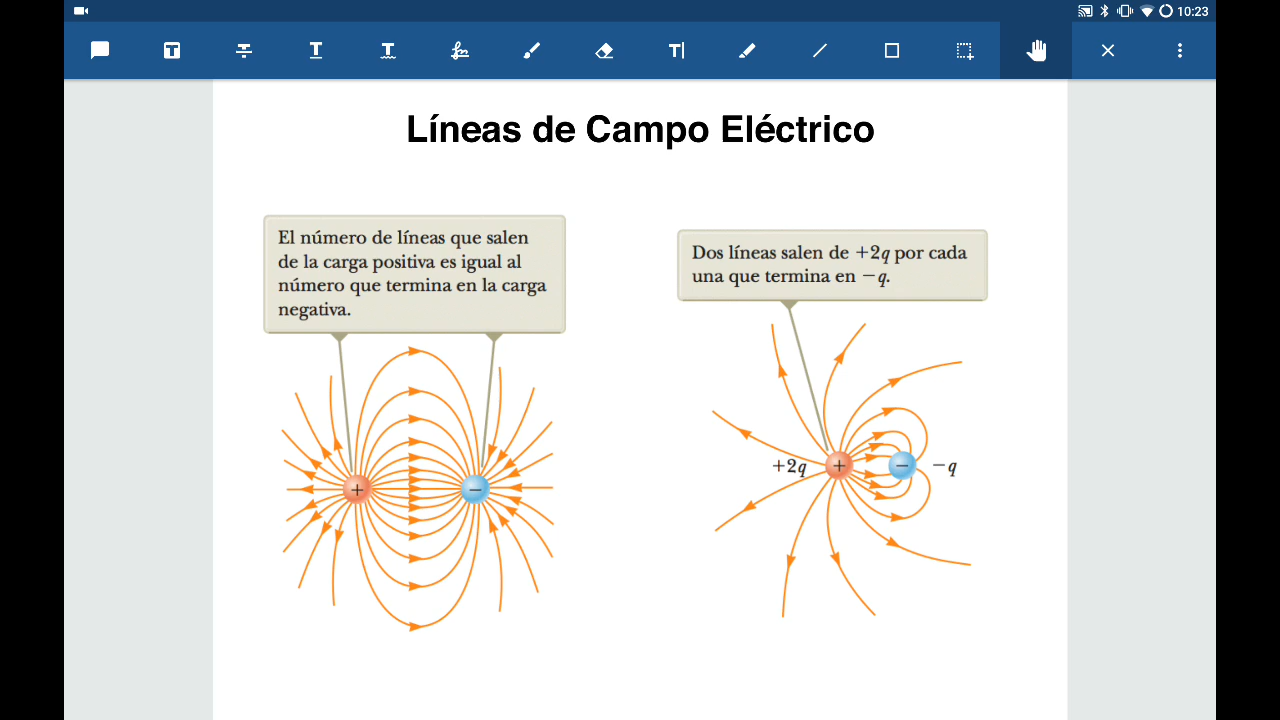 10:23
Líneas de Campo Eléctrico
El número de líneas que salen
de la carga positiva es igual al
número que termina en la carga
negativa.
Dos líneas salen de +2q por cada
una que termina en −q.
+ −
+2q + − −q